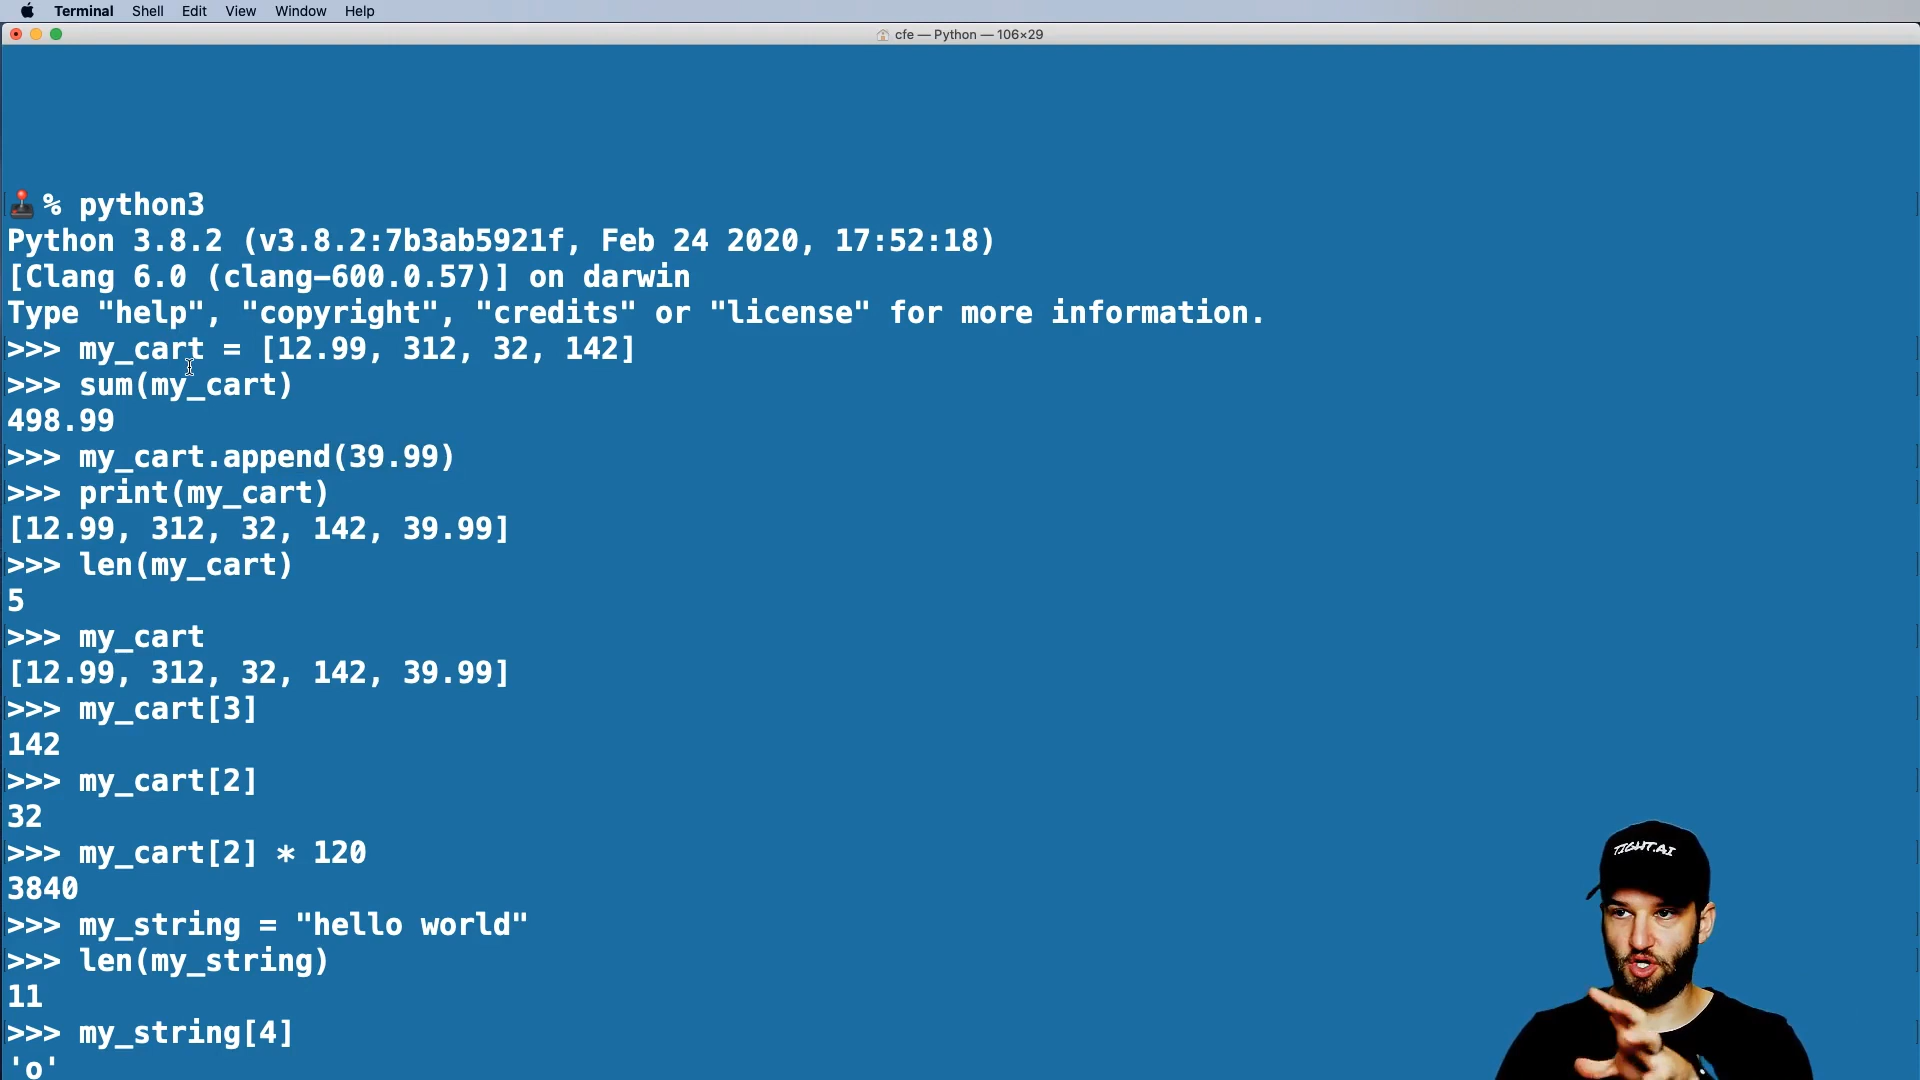 Terminal Shell Edit View Window Help
cfe — Python — 106×29
% python3
Python 3.8.2 (v3.8.2:7b3ab5921f, Feb 24 2020, 17:52:18)
[Clang 6.0 (clang-600.0.57)] on darwin
Type "help", "copyright", "credits" or "license" for more information.
>>> my_cart = [12.99, 312, 32, 142]
>>> sum(my_cart)
498.99
>>> my_cart.append(39.99)
>>> print(my_cart)
[12.99, 312, 32, 142, 39.99]
>>> len(my_cart)
5
>>> my_cart
[12.99, 312, 32, 142, 39.99]
>>> my_cart[3]
142
>>> my_cart[2]
32
>>> my_cart[2] * 120
3840
>>> my_string = "hello world"
>>> len(my_string)
11
>>> my_string[4]
'o'
TIGHT.AI